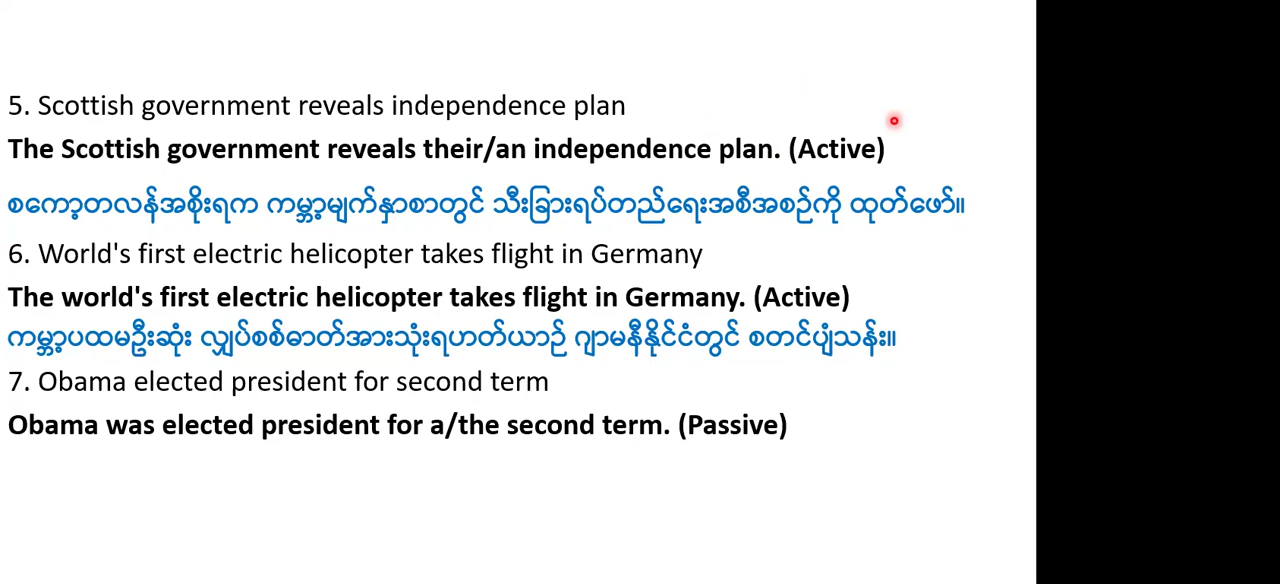 5. Scottish government reveals independence plan
The Scottish government reveals their/an independence plan. (Active)
စကော့တလန်အစိုးရက ကမ္ဘာ့မျက်နှာစာတွင် သီးခြားရပ်တည်ရေးအစီအစဉ်ကို ထုတ်ဖော်။
6. World's first electric helicopter takes flight in Germany
The world's first electric helicopter takes flight in Germany. (Active)
ကမ္ဘာ့ပထမဦးဆုံး လျှပ်စစ်ဓာတ်အားသုံးရဟတ်ယာဉ် ဂျာမနီနိုင်ငံတွင် စတင်ပျံသန်း။
7. Obama elected president for second term
Obama was elected president for a/the second term. (Passive)